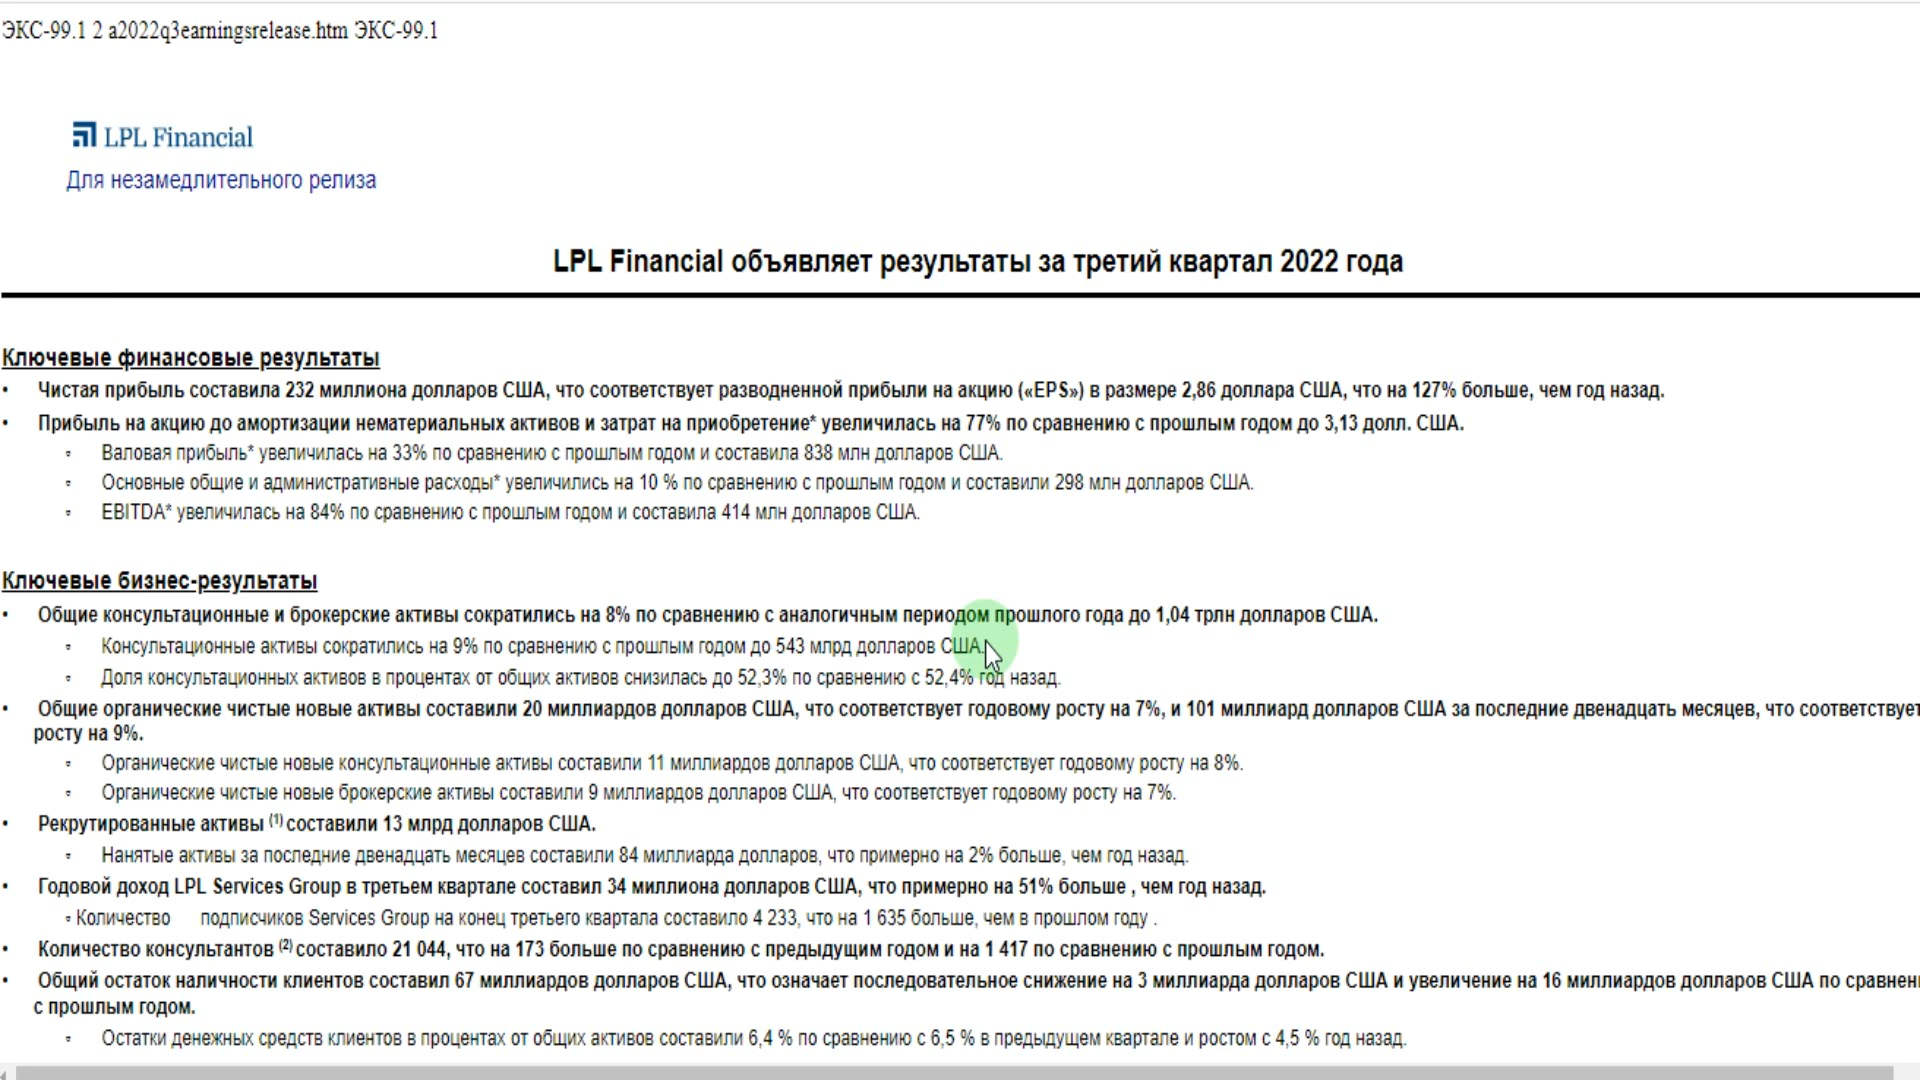 ЭКС-99.1 2 a2022q3earningsrelease.htm ЭКС-99.1
LPL Financial
Для незамедлительного релиза
LPL Financial объявляет результаты за третий квартал 2022 года
Ключевые финансовые результаты
• Чистая прибыль составила 232 миллиона долларов США, что соответствует разводненной прибыли на акцию («EPS») в размере 2,86 доллара США, что на 127% больше, чем год назад.
• Прибыль на акцию до амортизации нематериальных активов и затрат на приобретение* увеличилась на 77% по сравнению с прошлым годом до 3,13 долл. США.
◦ Валовая прибыль* увеличилась на 33% по сравнению с прошлым годом и составила 838 млн долларов США.
◦ Основные общие и административные расходы* увеличились на 10 % по сравнению с прошлым годом и составили 298 млн долларов США.
◦ EBITDA* увеличилась на 84% по сравнению с прошлым годом и составила 414 млн долларов США.
Ключевые бизнес-результаты
• Общие консультационные и брокерские активы сократились на 8% по сравнению с аналогичным периодом прошлого года до 1,04 трлн долларов США.
◦ Консультационные активы сократились на 9% по сравнению с прошлым годом до 543 млрд долларов США.
◦ Доля консультационных активов в процентах от общих активов снизилась до 52,3% по сравнению с 52,4% год назад.
• Общие органические чистые новые активы составили 20 миллиардов долларов США, что соответствует годовому росту на 7%, и 101 миллиард долларов США за последние двенадцать месяцев, что соответствует
росту на 9%.
◦ Органические чистые новые консультационные активы составили 11 миллиардов долларов США, что соответствует годовому росту на 8%.
◦ Органические чистые новые брокерские активы составили 9 миллиардов долларов США, что соответствует годовому росту на 7%.
• Рекрутированные активы (1) составили 13 млрд долларов США.
◦ Нанятые активы за последние двенадцать месяцев составили 84 миллиарда долларов, что примерно на 2% больше, чем год назад.
• Годовой доход LPL Services Group в третьем квартале составил 34 миллиона долларов США, что примерно на 51% больше , чем год назад.
◦ Количество подписчиков Services Group на конец третьего квартала составило 4 233, что на 1 635 больше, чем в прошлом году .
• Количество консультантов (2) составило 21 044, что на 173 больше по сравнению с предыдущим годом и на 1 417 по сравнению с прошлым годом.
• Общий остаток наличности клиентов составил 67 миллиардов долларов США, что означает последовательное снижение на 3 миллиарда долларов США и увеличение на 16 миллиардов долларов США по сравнен
с прошлым годом.
◦ Остатки денежных средств клиентов в процентах от общих активов составили 6,4 % по сравнению с 6,5 % в предыдущем квартале и ростом с 4,5 % год назад.